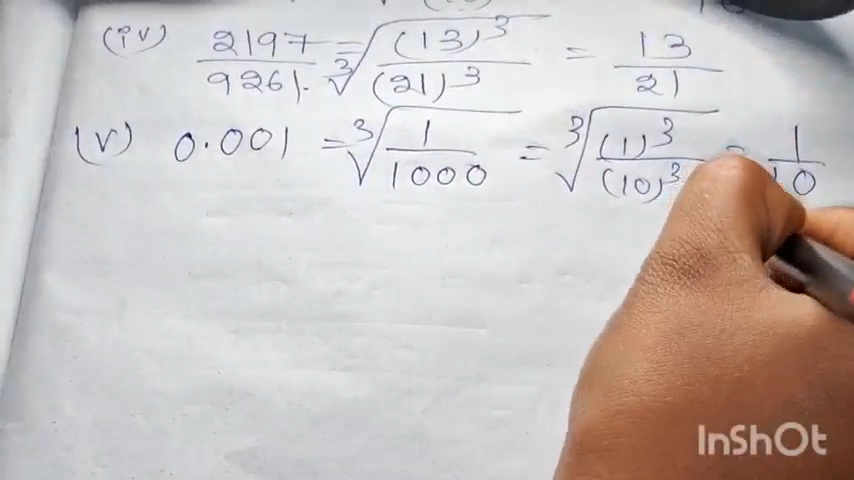 (iv) 2197/9261. = ∛((13)³/(21)³) = 13/21
(v) 0.001 = ∛(1/1000) = ∛((1)³/(10)³) = 1/10
InShOt